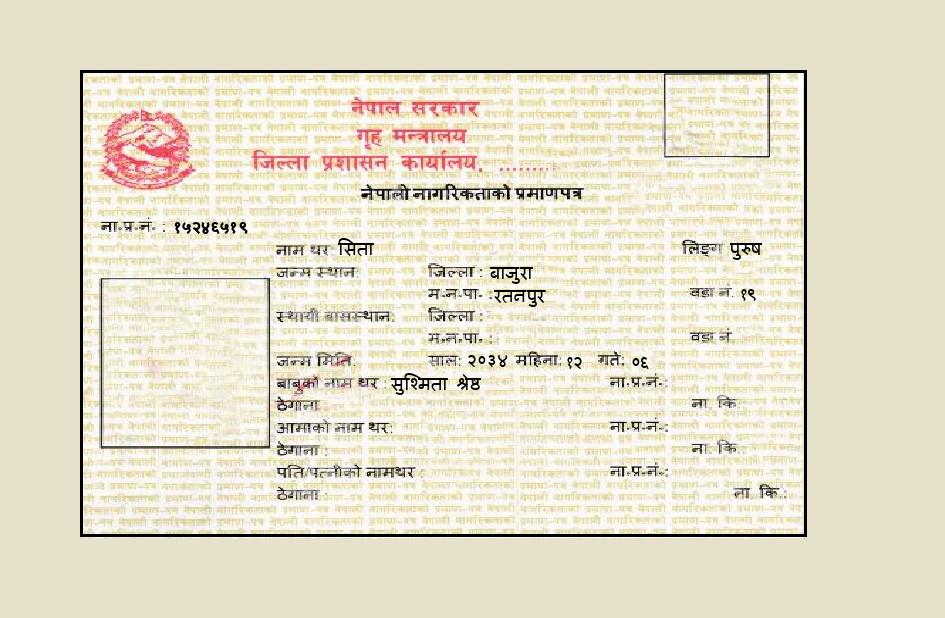 नेपाल सरकार
गृह मन्त्रालय
जिल्ला प्रशासन कार्यालय, .........
नेपाली नागरिकताको प्रमाणपत्र
ना.प्र.नं. : १५२४६५१९
नाम थर: सिता लिङ्ग पुरुष
जन्म स्थान: जिल्ला : बाजुरा
म.न.पा. :रतनपुर वडा नं. १९
स्थायी बासस्थान: जिल्ला :
म.न.पा. : वडा नं
जन्म मिति: साल: २०३४ महिना: १२ गते: ०६
बाबुको नाम थर : सुश्मिता श्रेष्ठ ना.प्र.नं.:
ठेगाना ना. कि.
आमाको नाम थर: ना.प्र.नं.:
ठेगाना : ना. कि.
पति/पत्नीको नामथर : ना.प्र.नं.:
ठेगाना : ना. कि.: